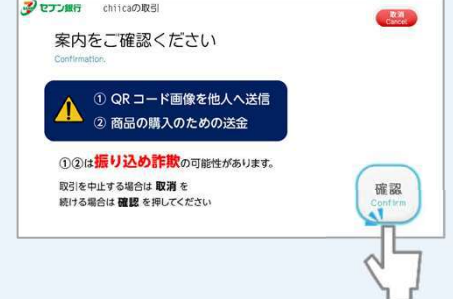 セブン銀行 chiicaの取引
取消
Cancel
案内をご確認ください
Confirmation.
① QRコード画像を他人へ送信
② 商品の購入のための送金
①②は振り込め詐欺の可能性があります。
取引を中止する場合は 取消 を
続ける場合は 確認 を押してください
確認
Confirm